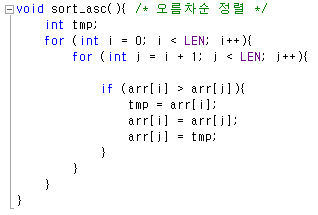 void sort_asc(){ /* 오름차순 정렬 */
    int tmp;
    for (int i = 0; i < LEN; i++){
        for (int j = i + 1; j < LEN; j++){

            if (arr[i] > arr[j]){
                tmp = arr[i];
                arr[i] = arr[j];
                arr[j] = tmp;
            }
        }
    }
}